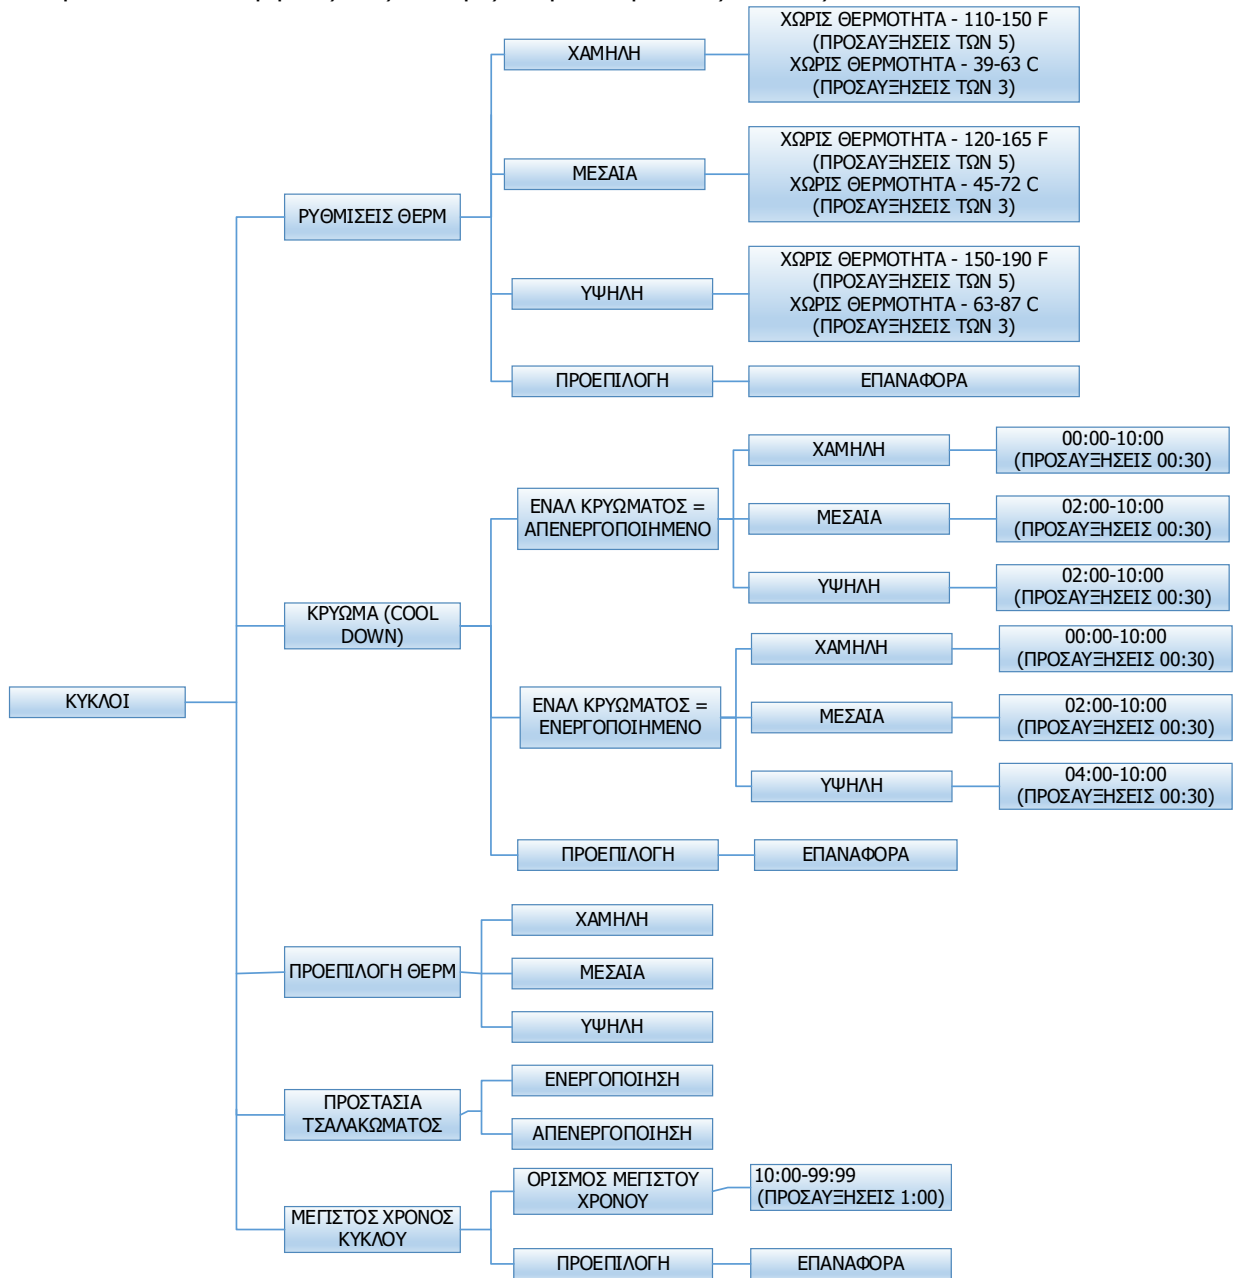 ΧΑΜΗΛΗ
ΧΩΡΙΣ ΘΕΡΜΟΤΗΤΑ - 110-150 F
(ΠΡΟΣΑΥΞΗΣΕΙΣ ΤΩΝ 5)
ΧΩΡΙΣ ΘΕΡΜΟΤΗΤΑ - 39-63 C
(ΠΡΟΣΑΥΞΗΣΕΙΣ ΤΩΝ 3)
ΜΕΣΑΙΑ
ΧΩΡΙΣ ΘΕΡΜΟΤΗΤΑ - 120-165 F
(ΠΡΟΣΑΥΞΗΣΕΙΣ ΤΩΝ 5)
ΧΩΡΙΣ ΘΕΡΜΟΤΗΤΑ - 45-72 C
(ΠΡΟΣΑΥΞΗΣΕΙΣ ΤΩΝ 3)
ΡΥΘΜΙΣΕΙΣ ΘΕΡΜ
ΥΨΗΛΗ
ΧΩΡΙΣ ΘΕΡΜΟΤΗΤΑ - 150-190 F
(ΠΡΟΣΑΥΞΗΣΕΙΣ ΤΩΝ 5)
ΧΩΡΙΣ ΘΕΡΜΟΤΗΤΑ - 63-87 C
(ΠΡΟΣΑΥΞΗΣΕΙΣ ΤΩΝ 3)
ΠΡΟΕΠΙΛΟΓΗ
ΕΠΑΝΑΦΟΡΑ
ΧΑΜΗΛΗ
00:00-10:00
(ΠΡΟΣΑΥΞΗΣΕΙΣ 00:30)
ΕΝΑΛ ΚΡΥΩΜΑΤΟΣ =
ΑΠΕΝΕΡΓΟΠΟΙΗΜΕΝΟ
ΜΕΣΑΙΑ
02:00-10:00
(ΠΡΟΣΑΥΞΗΣΕΙΣ 00:30)
ΥΨΗΛΗ
02:00-10:00
(ΠΡΟΣΑΥΞΗΣΕΙΣ 00:30)
ΚΡΥΩΜΑ (COOL
DOWN)
ΧΑΜΗΛΗ
00:00-10:00
(ΠΡΟΣΑΥΞΗΣΕΙΣ 00:30)
ΚΥΚΛΟΙ
ΕΝΑΛ ΚΡΥΩΜΑΤΟΣ =
ΕΝΕΡΓΟΠΟΙΗΜΕΝΟ
ΜΕΣΑΙΑ
02:00-10:00
(ΠΡΟΣΑΥΞΗΣΕΙΣ 00:30)
ΥΨΗΛΗ
04:00-10:00
(ΠΡΟΣΑΥΞΗΣΕΙΣ 00:30)
ΠΡΟΕΠΙΛΟΓΗ
ΕΠΑΝΑΦΟΡΑ
ΧΑΜΗΛΗ
ΠΡΟΕΠΙΛΟΓΗ ΘΕΡΜ
ΜΕΣΑΙΑ
ΥΨΗΛΗ
ΕΝΕΡΓΟΠΟΙΗΣΗ
ΠΡΟΣΤΑΣΙΑ
ΤΣΑΛΑΚΩΜΑΤΟΣ
ΑΠΕΝΕΡΓΟΠΟΙΗΣΗ
ΟΡΙΣΜΟΣ ΜΕΓΙΣΤΟΥ
ΧΡΟΝΟΥ
10:00-99:99
(ΠΡΟΣΑΥΞΗΣΕΙΣ 1:00)
ΜΕΓΙΣΤΟΣ ΧΡΟΝΟΣ
ΚΥΚΛΟΥ
ΠΡΟΕΠΙΛΟΓΗ
ΕΠΑΝΑΦΟΡΑ